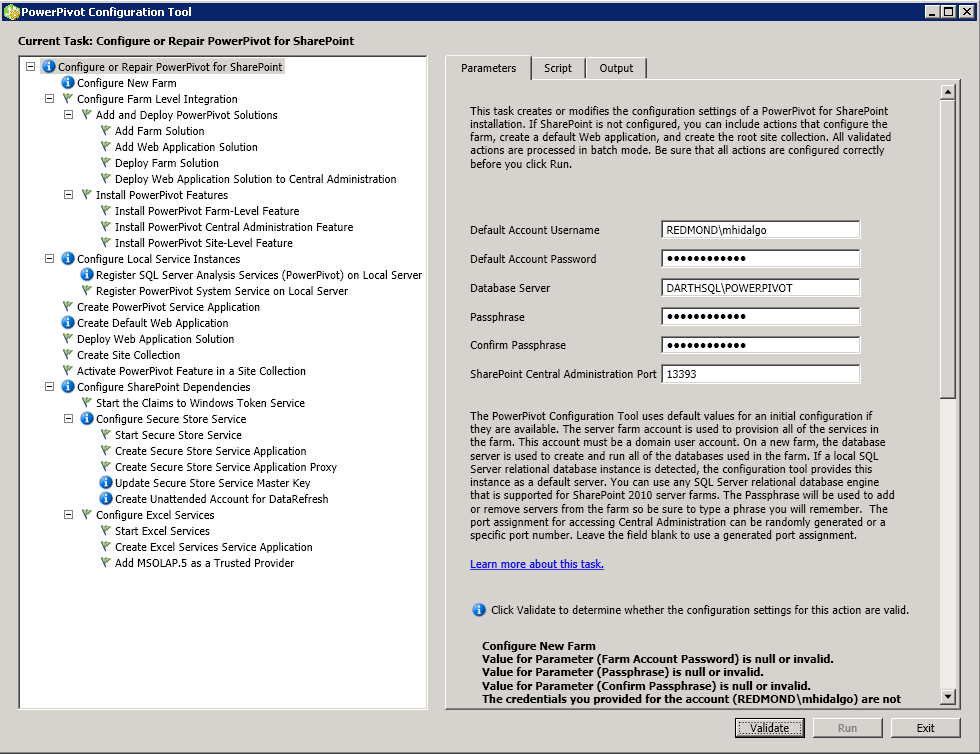 PowerPivot Configuration Tool
Current Task: Configure or Repair PowerPivot for SharePoint
Configure or Repair PowerPivot for SharePoint
Configure New Farm
Configure Farm Level Integration
Add and Deploy PowerPivot Solutions
Add Farm Solution
Add Web Application Solution
Deploy Farm Solution
Deploy Web Application Solution to Central Administration
Install PowerPivot Features
Install PowerPivot Farm-Level Feature
Install PowerPivot Central Administration Feature
Install PowerPivot Site-Level Feature
Configure Local Service Instances
Register SQL Server Analysis Services (PowerPivot) on Local Server
Register PowerPivot System Service on Local Server
Create PowerPivot Service Application
Create Default Web Application
Deploy Web Application Solution
Create Site Collection
Activate PowerPivot Feature in a Site Collection
Configure SharePoint Dependencies
Start the Claims to Windows Token Service
Configure Secure Store Service
Start Secure Store Service
Create Secure Store Service Application
Create Secure Store Service Application Proxy
Update Secure Store Service Master Key
Create Unattended Account for DataRefresh
Configure Excel Services
Start Excel Services
Create Excel Services Service Application
Add MSOLAP.5 as a Trusted Provider
Parameters Script Output
This task creates or modifies the configuration settings of a PowerPivot for SharePoint
installation. If SharePoint is not configured, you can include actions that configure the
farm, create a default Web application, and create the root site collection. All validated
actions are processed in batch mode. Be sure that all actions are configured correctly
before you click Run.
Default Account Username REDMOND\mhidalgo
Default Account Password ●●●●●●●●●●●●
Database Server DARTHSQL\POWERPIVOT
Passphrase ●●●●●●●●●●●●
Confirm Passphrase ●●●●●●●●●●●●
SharePoint Central Administration Port 13393
The PowerPivot Configuration Tool uses default values for an initial configuration if
they are available. The server farm account is used to provision all of the services in
the farm. This account must be a domain user account. On a new farm, the database
server is used to create and run all of the databases used in the farm. If a local SQL
Server relational database instance is detected, the configuration tool provides this
instance as a default server. You can use any SQL Server relational database engine
that is supported for SharePoint 2010 server farms. The Passphrase will be used to add
or remove servers from the farm so be sure to type a phrase you will remember. The
port assignment for accessing Central Administration can be randomly generated or a
specific port number. Leave the field blank to use a generated port assignment.
Learn more about this task.
Click Validate to determine whether the configuration settings for this action are valid.
Configure New Farm
Value for Parameter (Farm Account Password) is null or invalid.
Value for Parameter (Passphrase) is null or invalid.
Value for Parameter (Confirm Passphrase) is null or invalid.
The credentials you provided for the account (REDMOND\mhidalgo) are not
Validate Run Exit